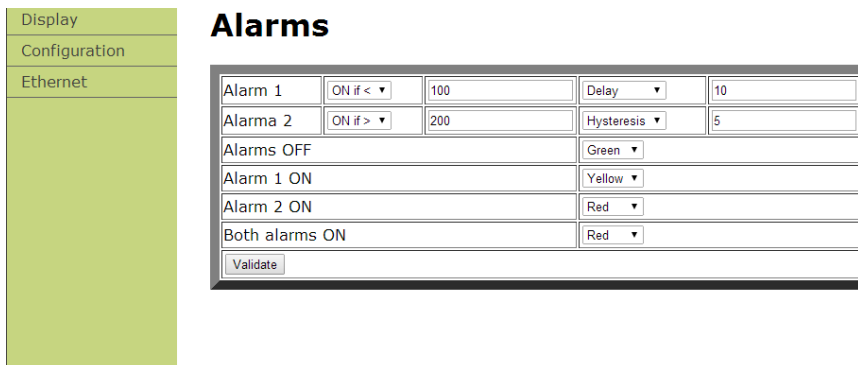 Display
Configuration
Ethernet
Alarms
Alarm 1 ON if < 100 Delay 10
Alarma 2 ON if > 200 Hysteresis 5
Alarms OFF Green
Alarm 1 ON Yellow
Alarm 2 ON Red
Both alarms ON Red
Validate